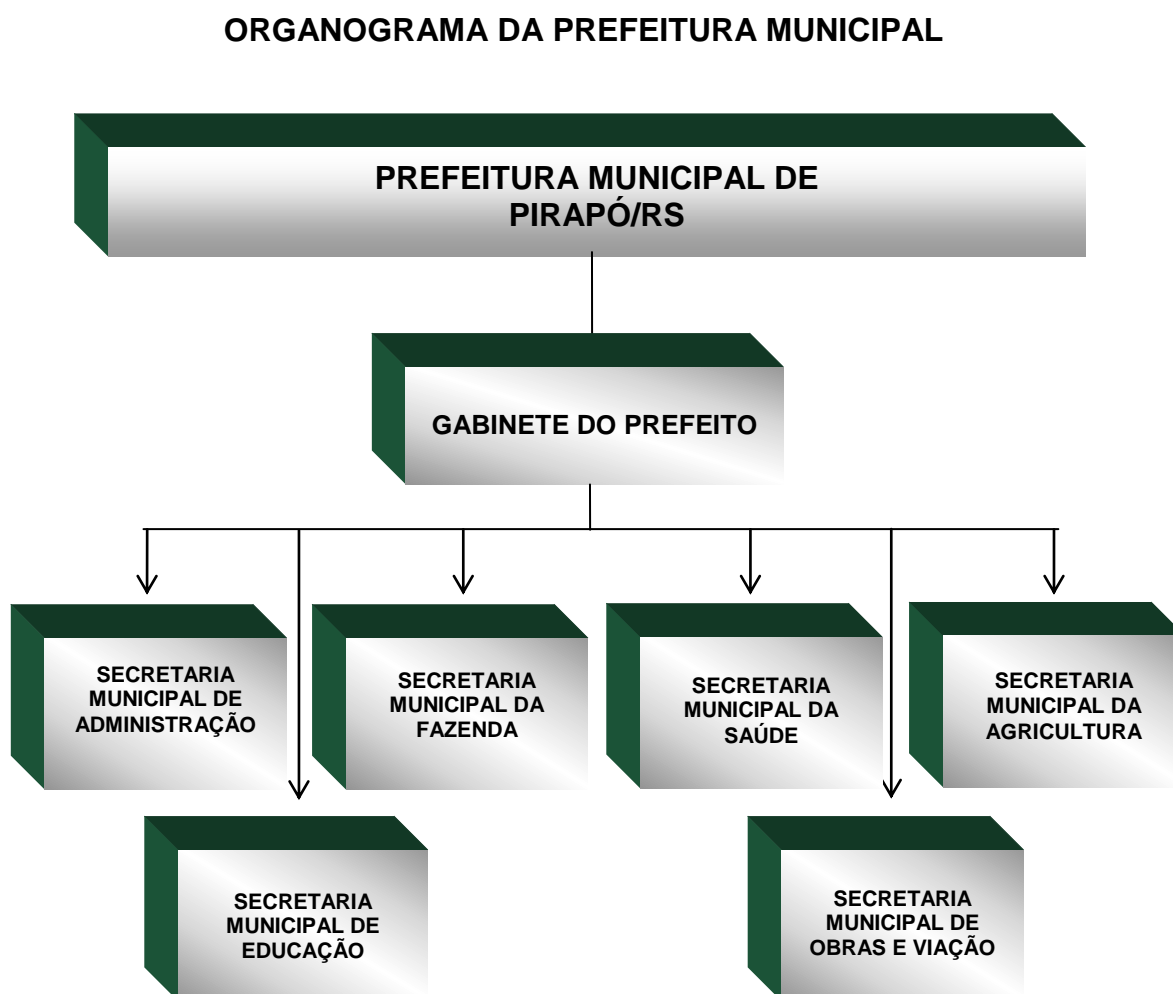 ORGANOGRAMA DA PREFEITURA MUNICIPAL
PREFEITURA MUNICIPAL DE
PIRAPÓ/RS
GABINETE DO PREFEITO
SECRETARIA
MUNICIPAL DE
ADMINISTRAÇÃO
SECRETARIA
MUNICIPAL DA
FAZENDA
SECRETARIA
MUNICIPAL DA
SAÚDE
SECRETARIA
MUNICIPAL DA
AGRICULTURA
SECRETARIA
MUNICIPAL DE
EDUCAÇÃO
SECRETARIA
MUNICIPAL DE
OBRAS E VIAÇÃO